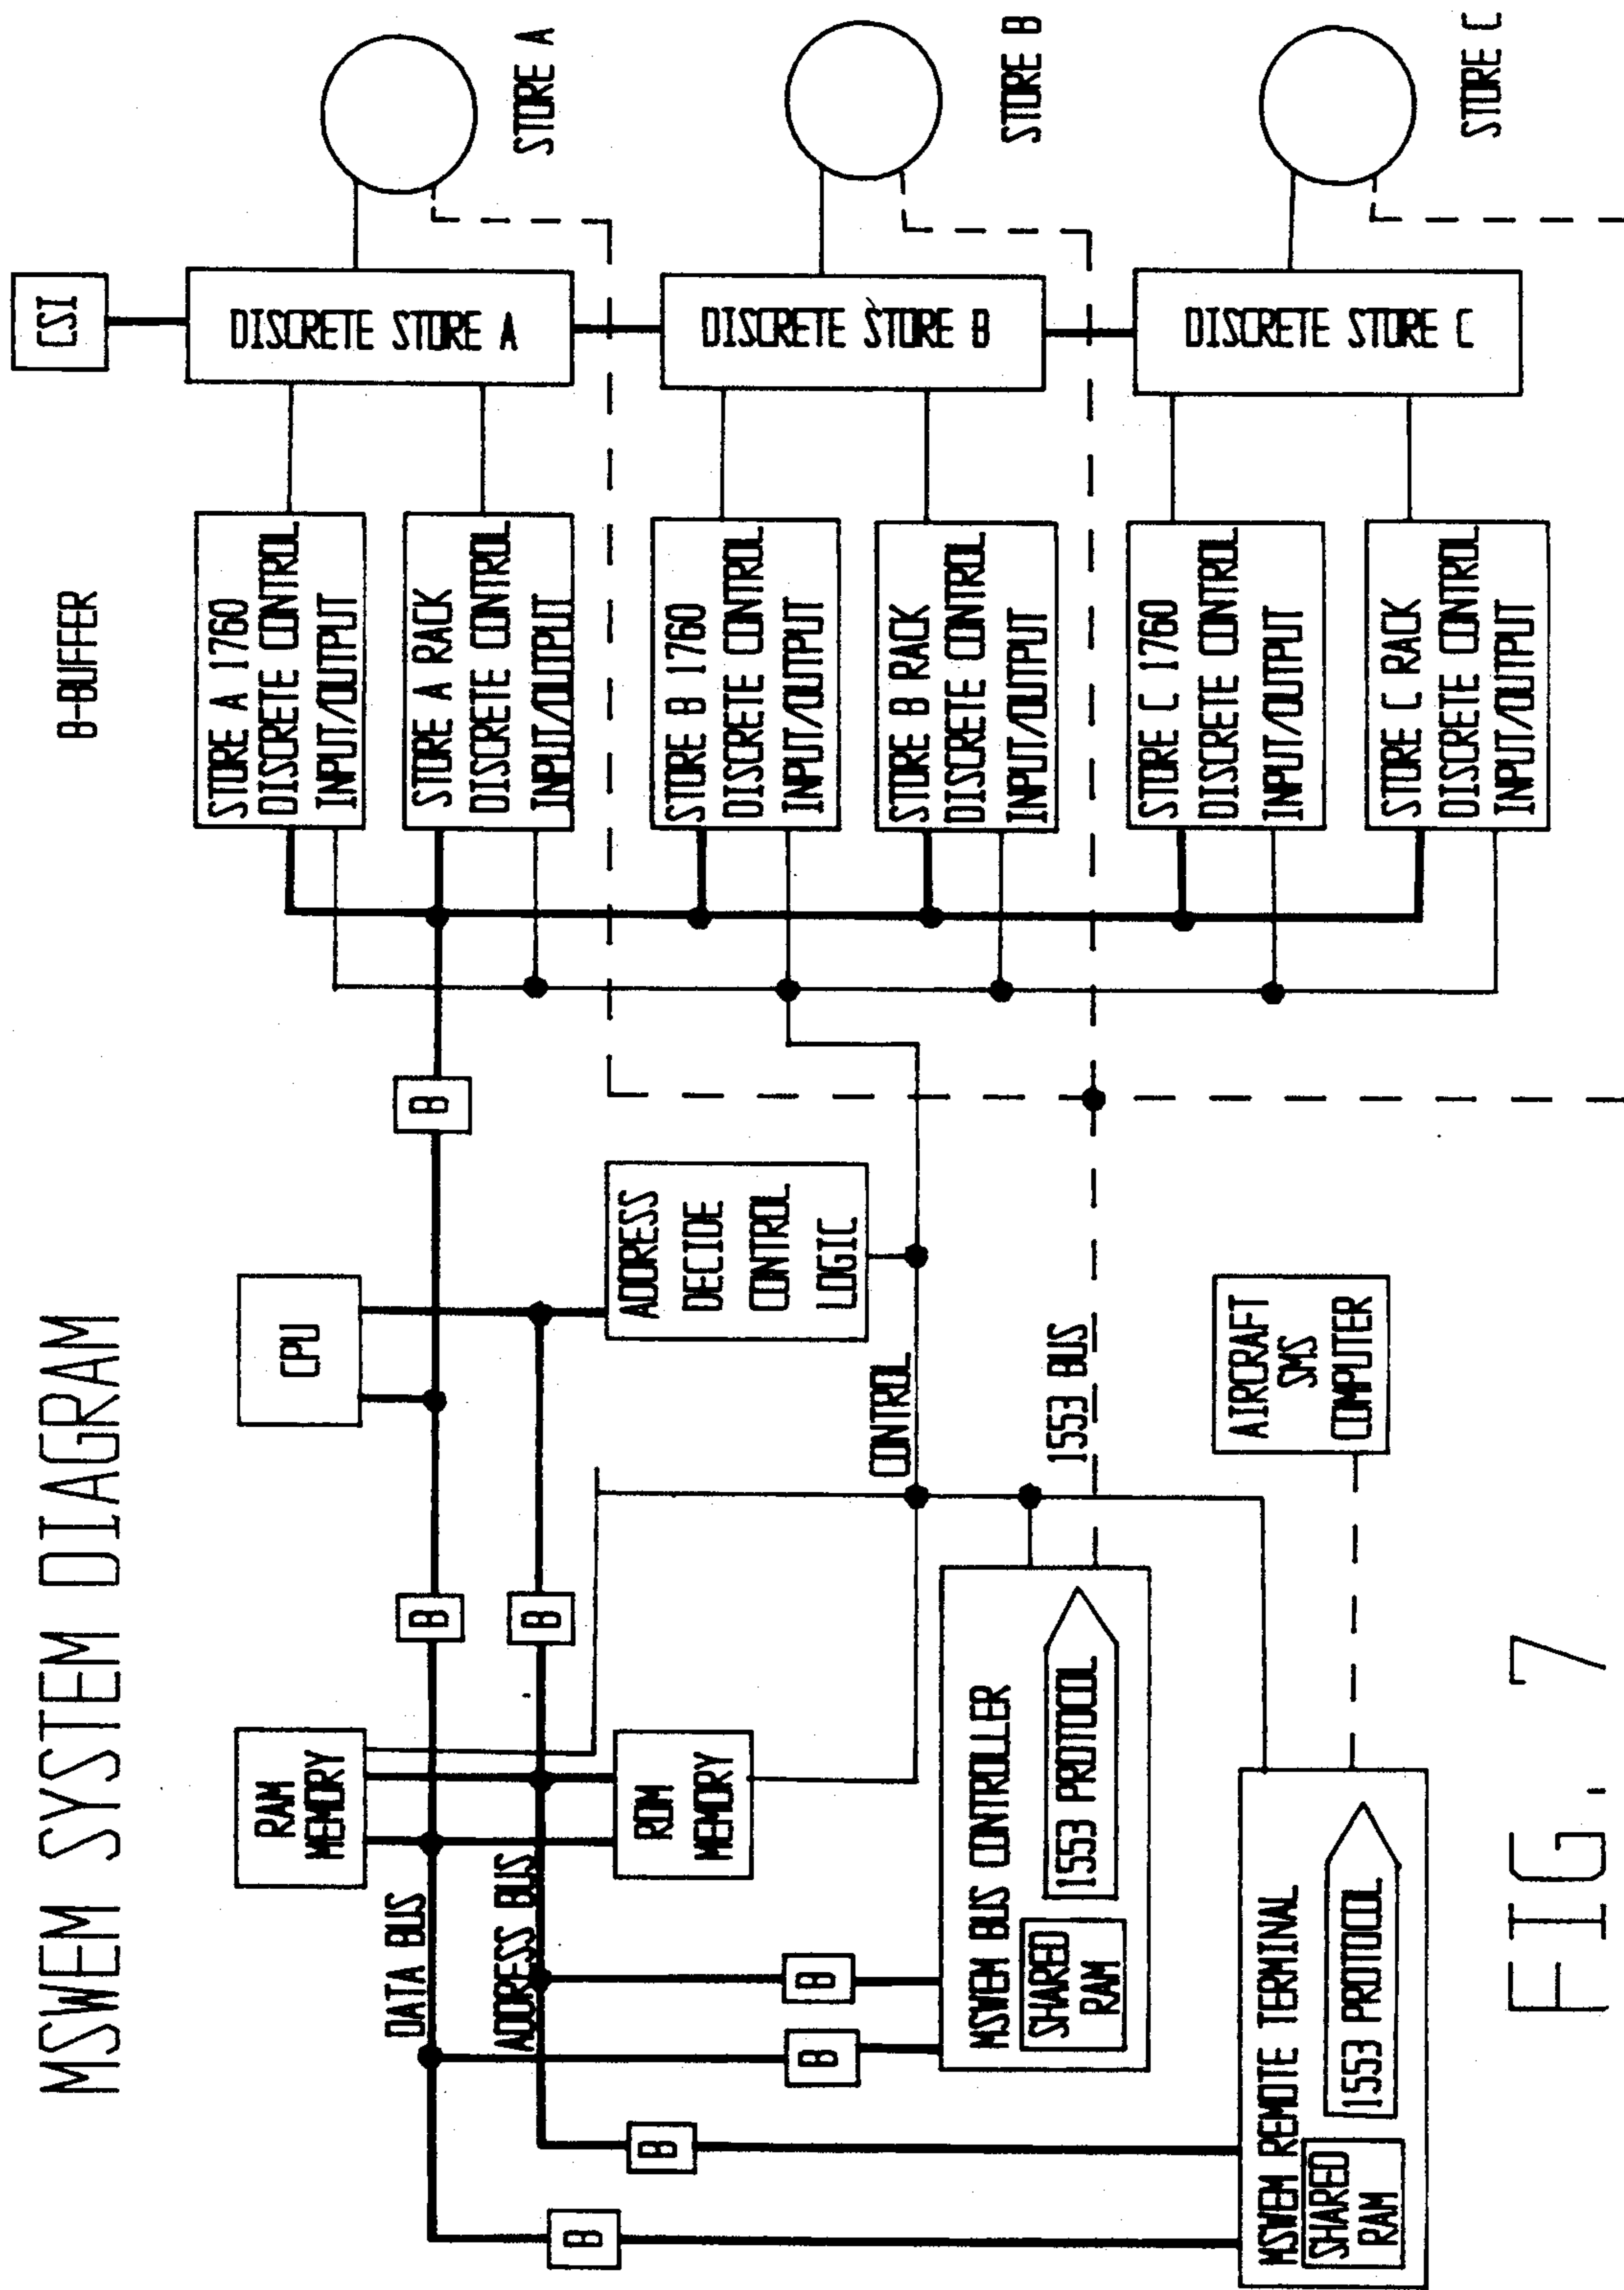 MSWEM SYSTEM DIAGRAM
B-BUFFER
CSI
RAM
MEMORY
CPU
STORE A 1760
DISCRETE CONTROL
INPUT/OUTPUT
DISCRETE STORE A
STORE A
DATA BUS
B
B
STORE A RACK
DISCRETE CONTROL
INPUT/OUTPUT
ADDRESS BUS
B
B
B
ROM
MEMORY
ADDRESS
DECIDE
CONTROL
LOGIC
STORE B 1760
DISCRETE CONTROL
INPUT/OUTPUT
DISCRETE STORE B
STORE B
B
B
CONTROL
STORE B RACK
DISCRETE CONTROL
INPUT/OUTPUT
MSWEM BUS CONTROLLER
SHARED
RAM
1553 PROTOCOL
1553 BUS
STORE C 1760
DISCRETE CONTROL
INPUT/OUTPUT
DISCRETE STORE C
STORE C
MSWEM REMOTE TERMINAL
SHARED
RAM
1553 PROTOCOL
AIRCRAFT
SMS
COMPUTER
STORE C RACK
DISCRETE CONTROL
INPUT/OUTPUT
FIG. 7